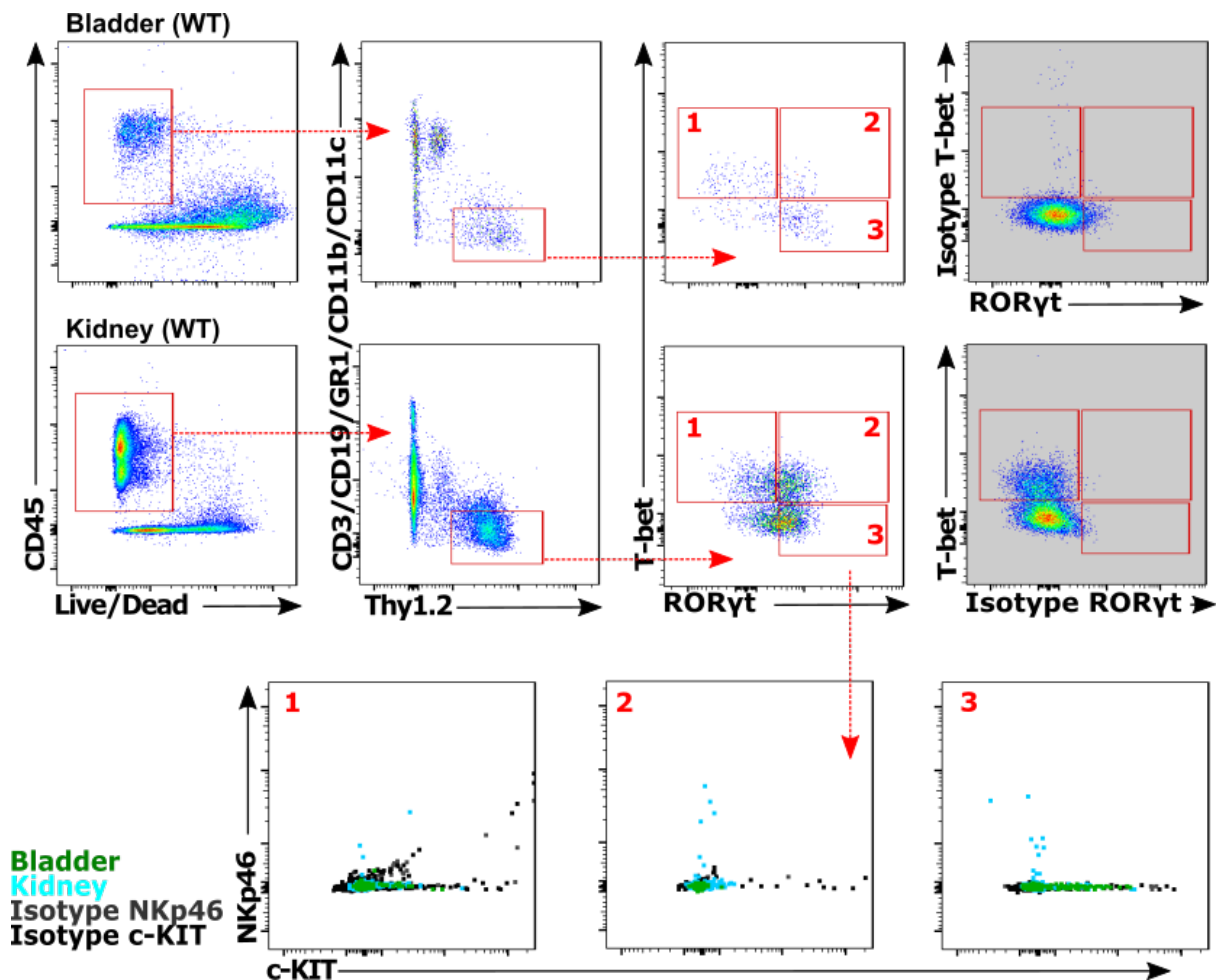 Bladder (WT)
CD45
CD3/CD19/GR1/CD11b/CD11c
T-bet
1
2
3
Isotype T-bet
RORγt
Kidney (WT)
1
2
3
T-bet
Live/Dead
Thy1.2
RORγt
Isotype RORγt
1
2
3
NKp46
Bladder
Kidney
Isotype NKp46
Isotype c-KIT
c-KIT